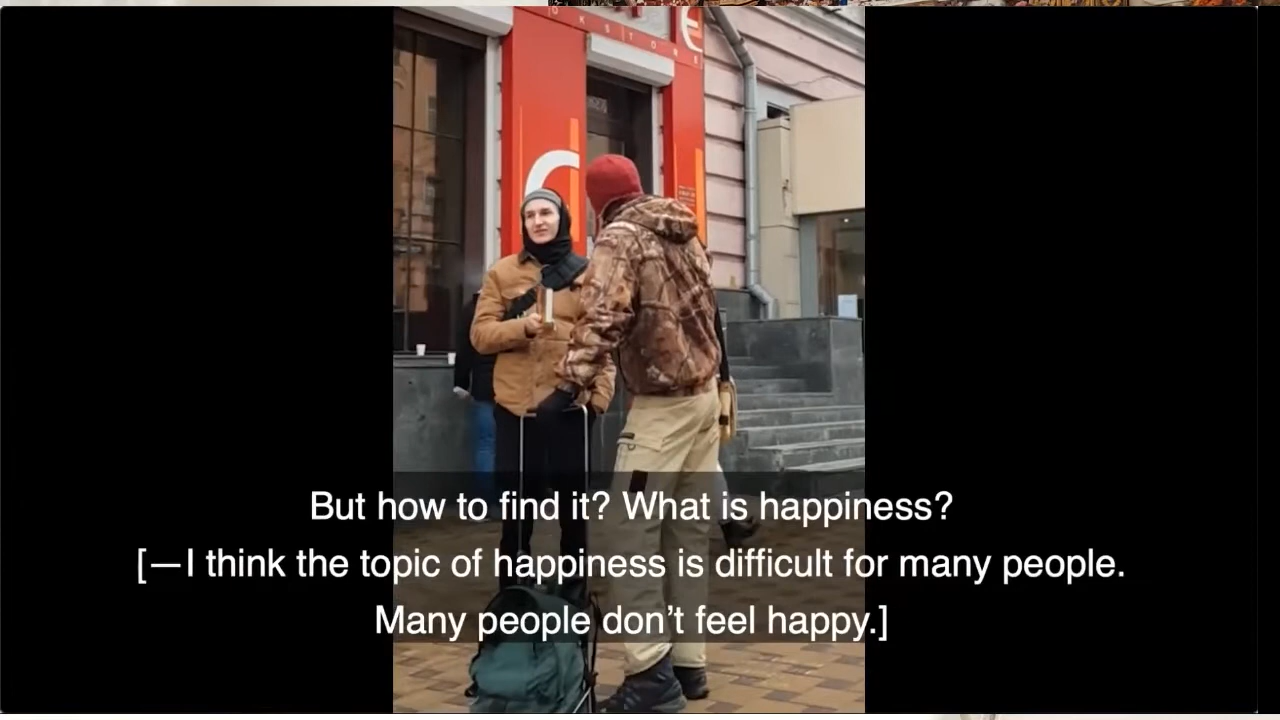 OKSTORE
But how to find it? What is happiness?
[—I think the topic of happiness is difficult for many people.
Many people don’t feel happy.]